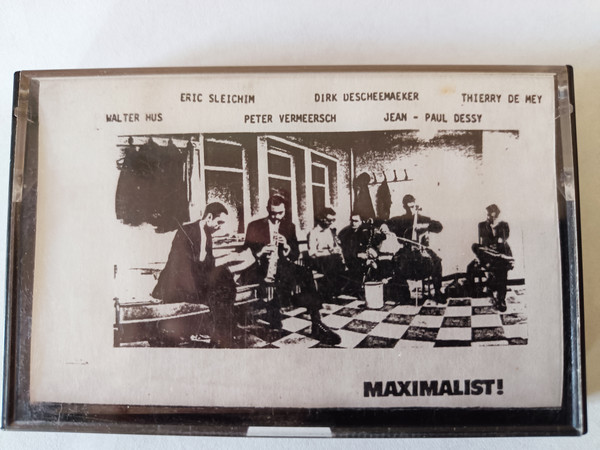 ERIC SLEICHIM DIRK DESCHEEMAEKER THIERRY DE MEY
WALTER HUS PETER VERMEERSCH JEAN - PAUL DESSY
MAXIMALIST!